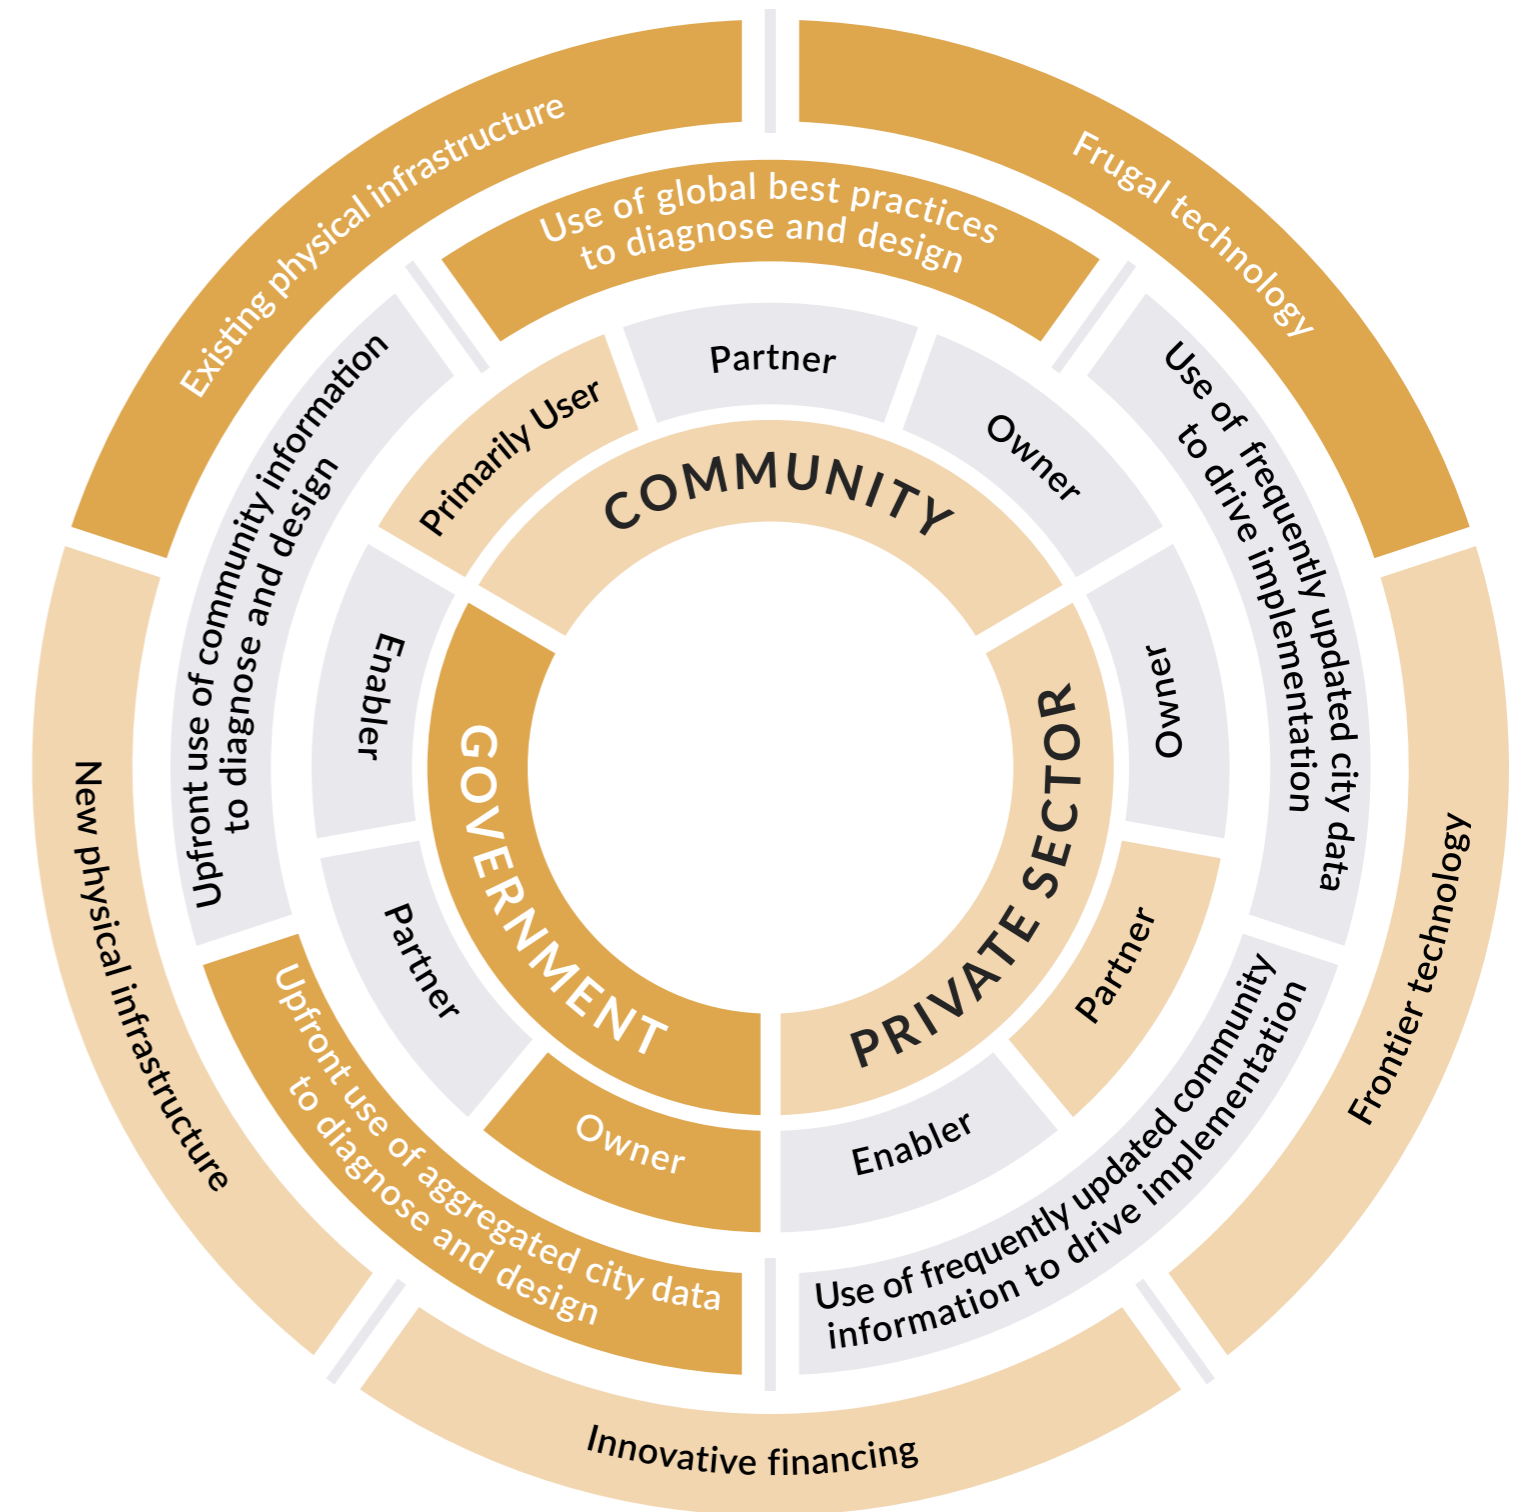 Existing physical infrastructure
Frugal technology
Use of global best practices
to diagnose and design
Upfront use of community information
to diagnose and design
Use of frequently updated city data
to drive implementation
Primarily User
Partner
Owner
COMMUNITY
Enabler
Owner
GOVERNMENT
PRIVATE SECTOR
Partner
Partner
Owner
Enabler
New physical infrastructure
Frontier technology
Upfront use of aggregated city data
to diagnose and design
Use of frequently updated community
information to drive implementation
Innovative financing